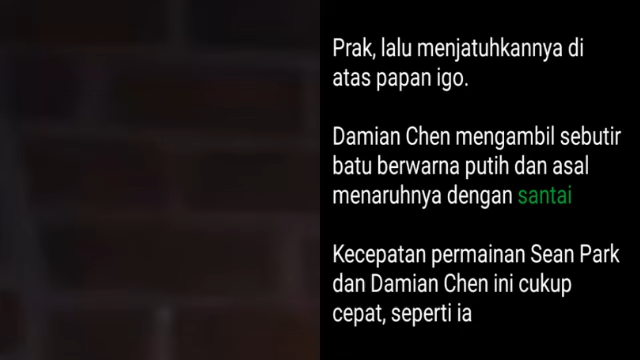 Prak, lalu menjatuhkannya di
atas papan igo.
Damian Chen mengambil sebutir
batu berwarna putih dan asal
menaruhnya dengan santai
Kecepatan permainan Sean Park
dan Damian Chen ini cukup
cepat, seperti ia